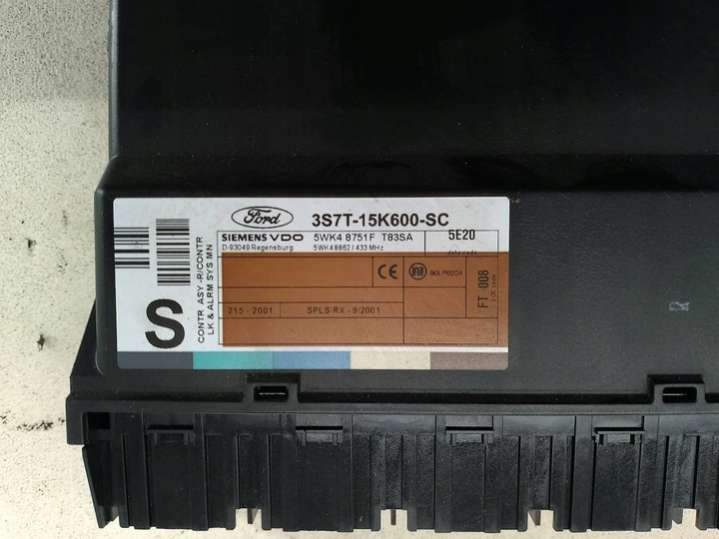 Ford 3S7T-15K600-SC
SIEMENS VDO 5WK4 8751F T83SA 5E20
D-93049 Regensburg 5WK4 8862 / 433 MHz
CE
FT 008
215 - 2001 SPLS RX - 9/2001
S
CONTR ASY -R/CONTR
LK & ALRM SYS MN